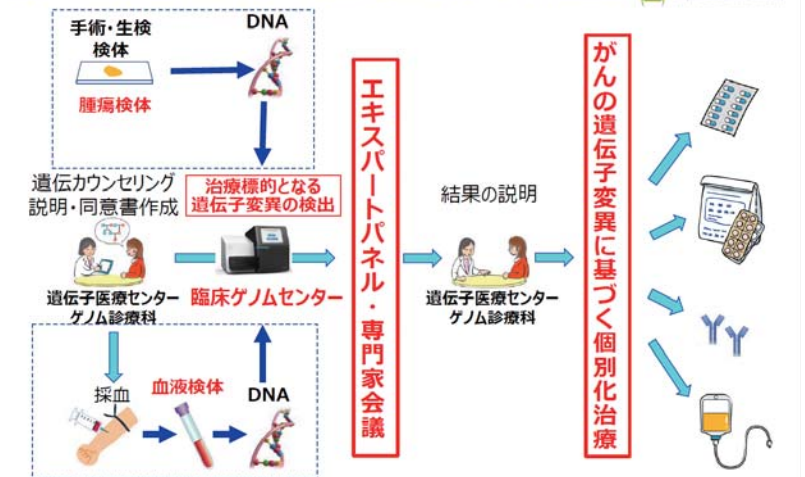 手術・生検
検体
腫瘍検体
DNA
遺伝カウンセリング
説明・同意書作成
治療標的となる
遺伝子変異の検出
遺伝子医療センター
ゲノム診療科
臨床ゲノムセンター
採血
血液検体
DNA
エキスパートパネル・専門家会議
結果の説明
遺伝子医療センター
ゲノム診療科
がんの遺伝子変異に基づく個別化治療